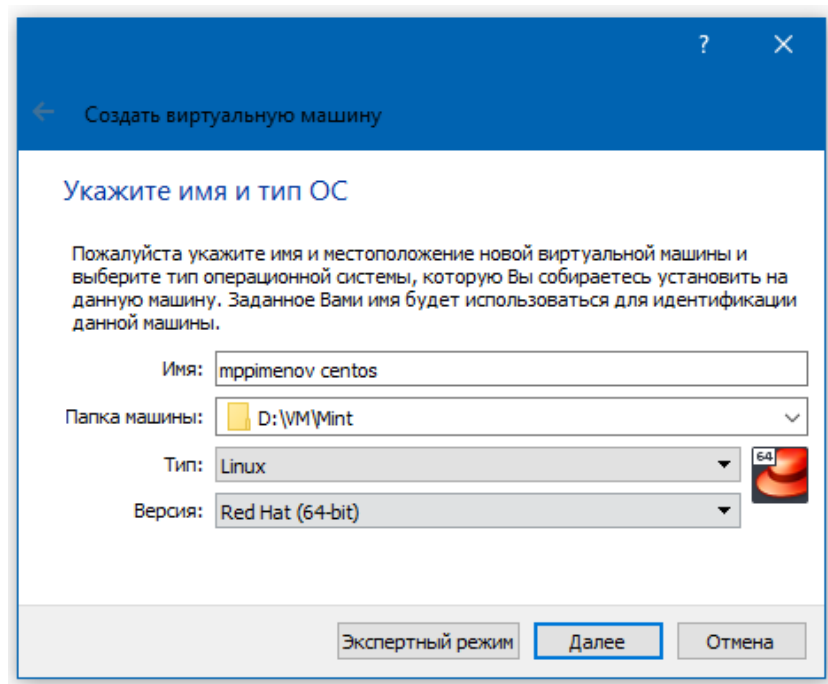 ?
Создать виртуальную машину
Укажите имя и тип ОС
Пожалуйста укажите имя и местоположение новой виртуальной машины и
выберите тип операционной системы, которую Вы собираетесь установить на
данную машину. Заданное Вами имя будет использоваться для идентификации
данной машины.
Имя: mppimenov centos
Папка машины: D:\VM\Mint
Тип: Linux
64
Версия: Red Hat (64-bit)
Экспертный режим Далее Отмена